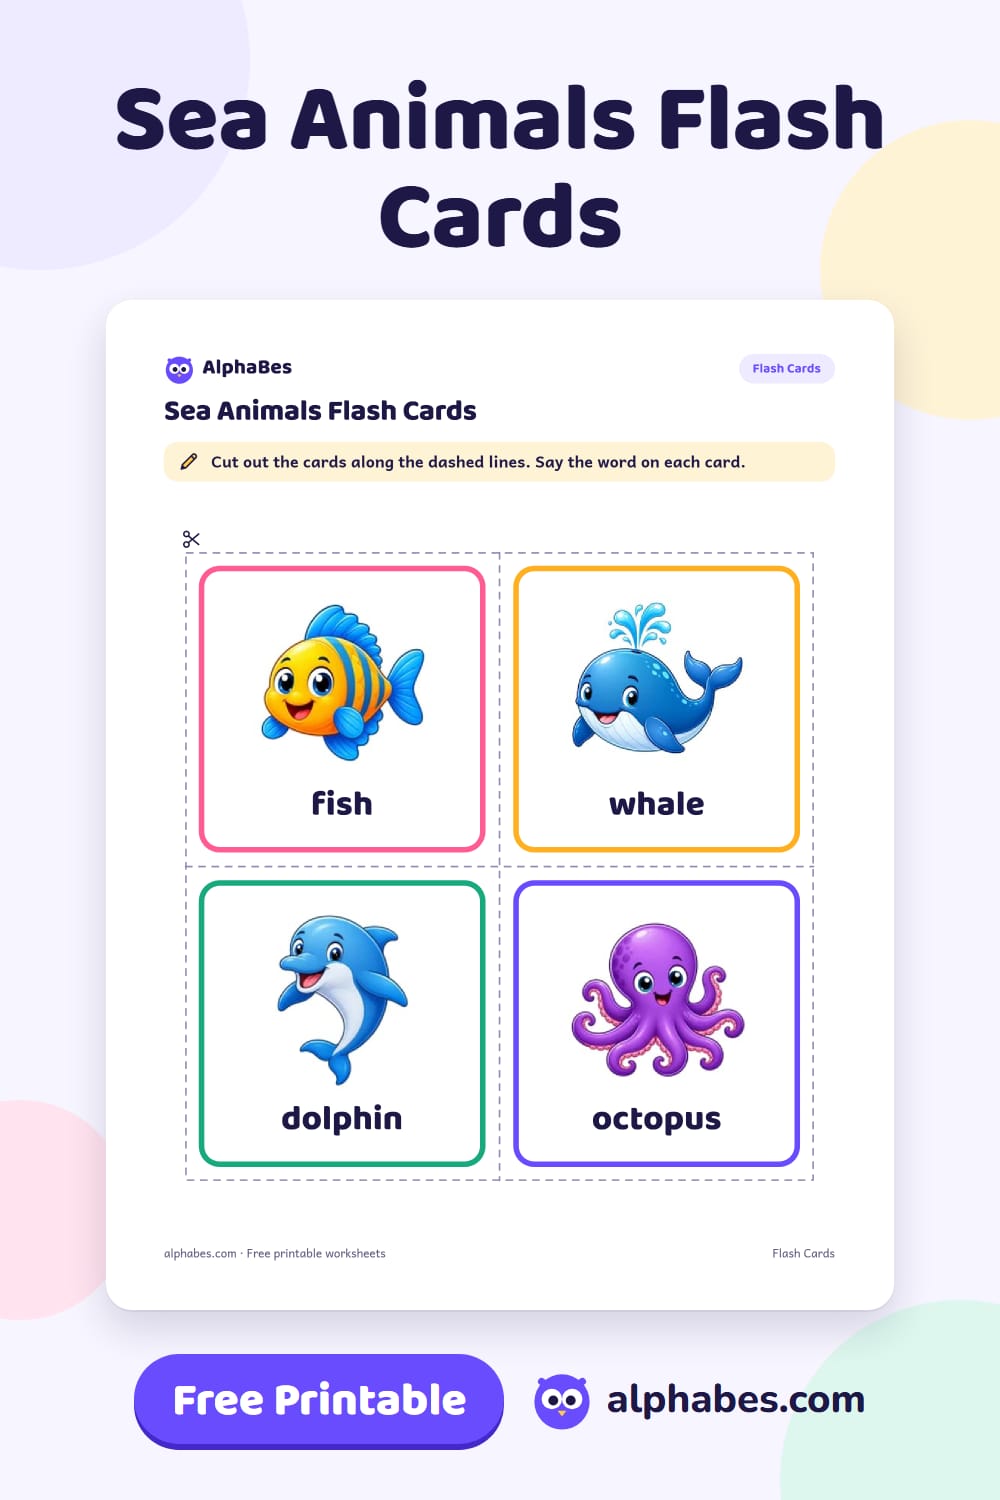 Sea Animals Flash
Cards
AlphaBes
Flash Cards
Sea Animals Flash Cards
Cut out the cards along the dashed lines. Say the word on each card.
fish
whale
dolphin
octopus
alphabes.com · Free printable worksheets
Flash Cards
Free Printable
alphabes.com